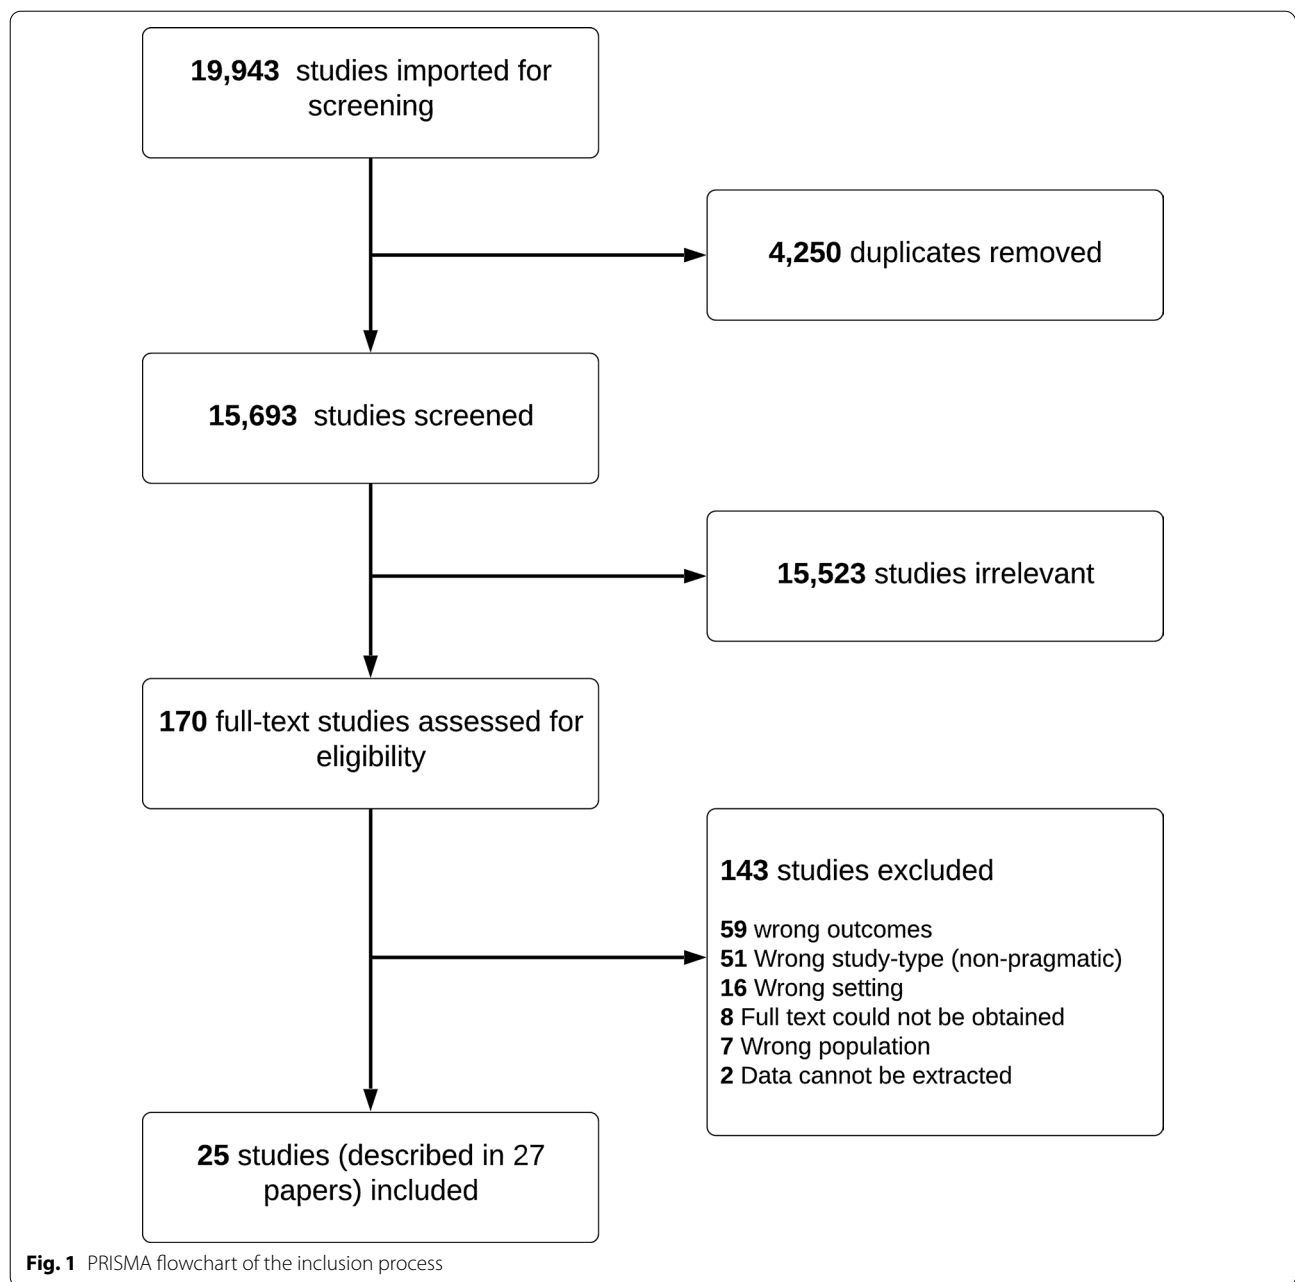 19,943 studies imported for
screening
4,250 duplicates removed
15,693 studies screened
15,523 studies irrelevant
170 full-text studies assessed for
eligibility
143 studies excluded
59 wrong outcomes
51 Wrong study-type (non-pragmatic)
16 Wrong setting
8 Full text could not be obtained
7 Wrong population
2 Data cannot be extracted
25 studies (described in 27
papers) included
Fig. 1 PRISMA flowchart of the inclusion process